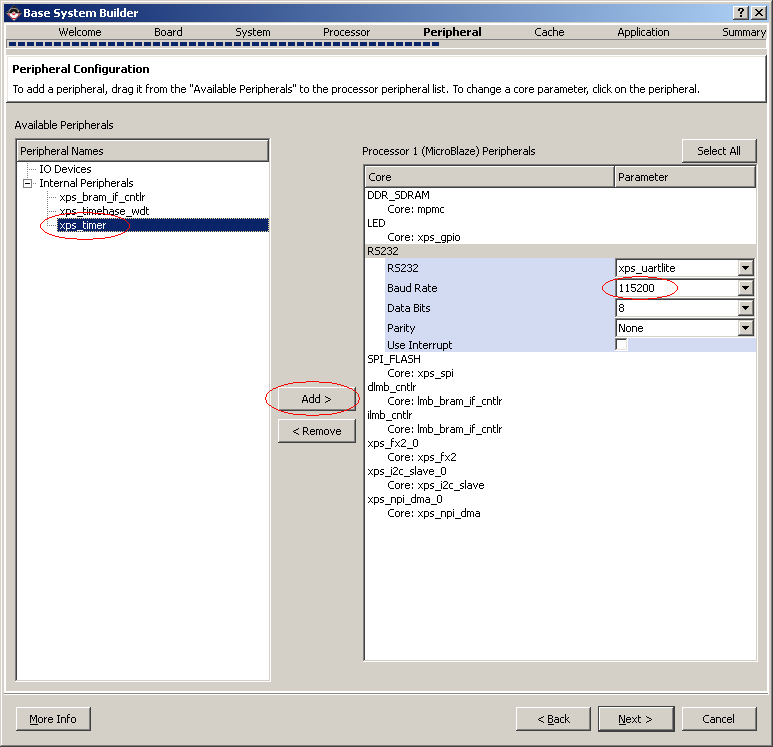 Base System Builder
Welcome Board System Processor Peripheral Cache Application Summary
Peripheral Configuration
To add a peripheral, drag it from the "Available Peripherals" to the processor peripheral list. To change a core parameter, click on the peripheral.
Available Peripherals
Peripheral Names
IO Devices
Internal Peripherals
xps_bram_if_cntlr
xps_timebase_wdt
xps_timer
Add >
< Remove
Processor 1 (MicroBlaze) Peripherals
Select All
Core Parameter
DDR_SDRAM
Core: mpmc
LED
Core: xps_gpio
RS232
RS232 xps_uartlite
Baud Rate 115200
Data Bits 8
Parity None
Use Interrupt
SPI_FLASH
Core: xps_spi
dlmb_cntlr
Core: lmb_bram_if_cntlr
ilmb_cntlr
Core: lmb_bram_if_cntlr
xps_fx2_0
Core: xps_fx2
xps_i2c_slave_0
Core: xps_i2c_slave
xps_npi_dma_0
Core: xps_npi_dma
More Info
< Back
Next >
Cancel